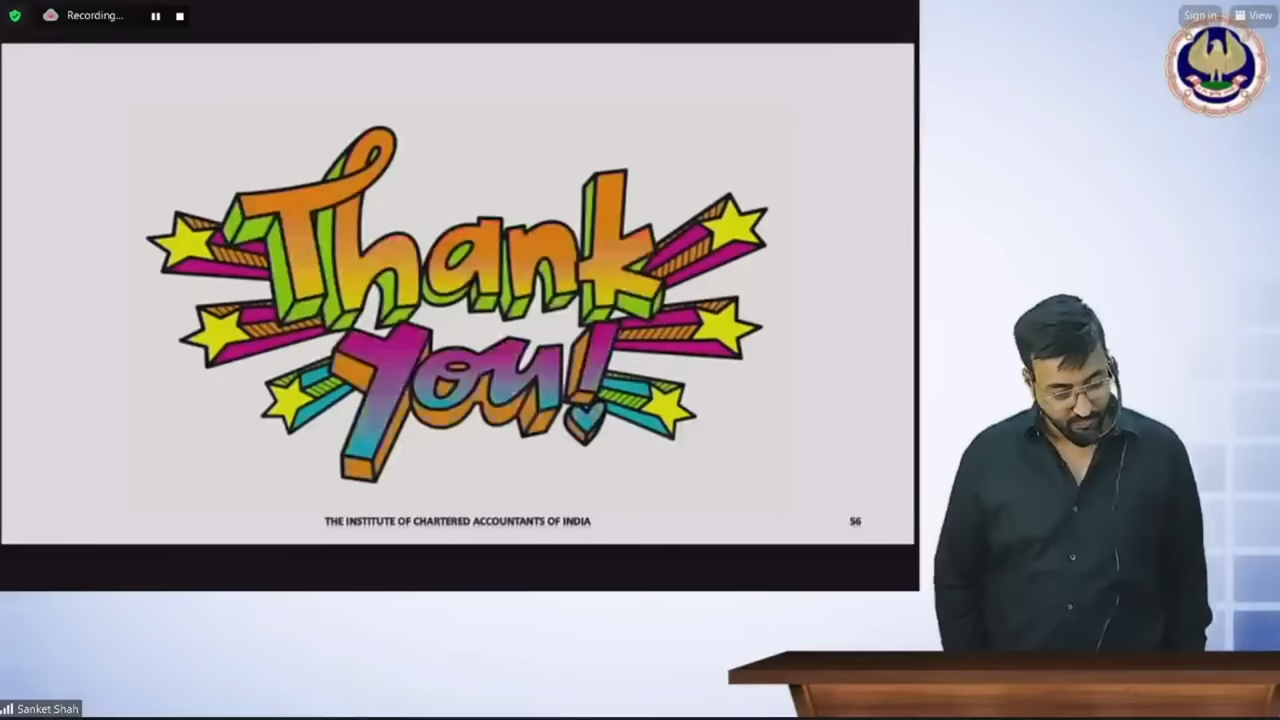 Recording...
Sign in
View
Thank
you!
THE INSTITUTE OF CHARTERED ACCOUNTANTS OF INDIA
56
Sanket Shah